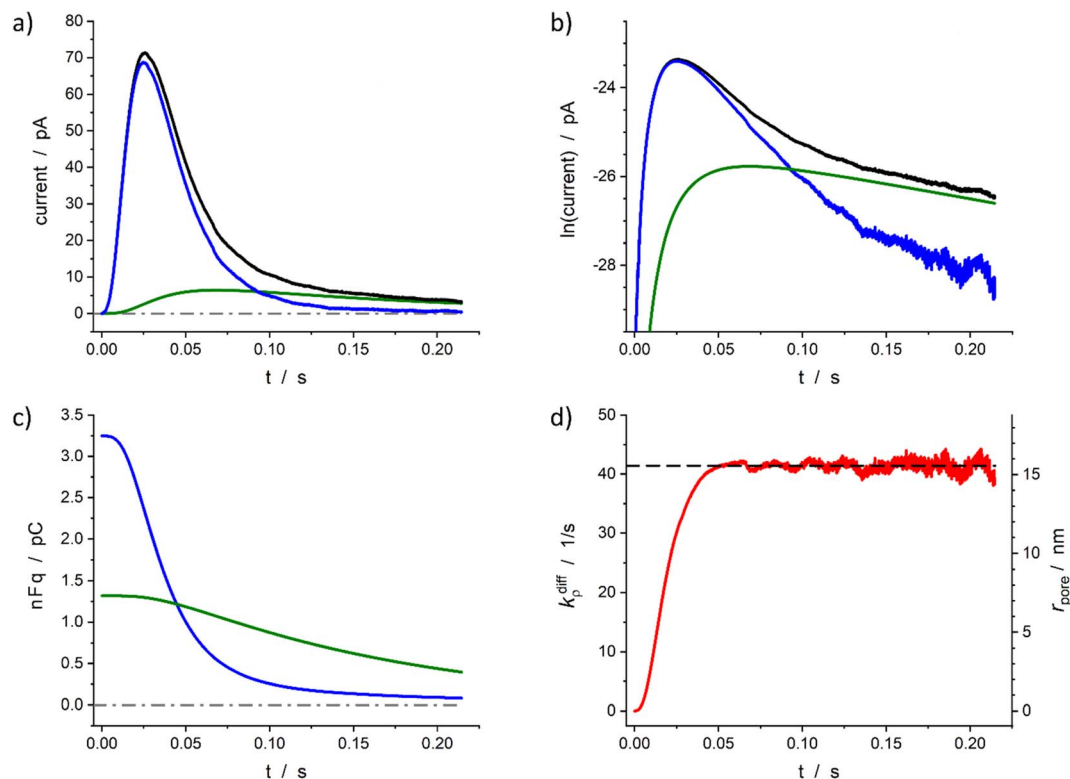 a)
80
70
60
50
40
30
20
10
0
current / pA
0.00 0.05 0.10 0.15 0.20
t / s
b)
-24
-26
-28
ln(current) / pA
0.00 0.05 0.10 0.15 0.20
t / s
c)
3.5
3.0
2.5
2.0
1.5
1.0
0.5
0.0
nFq / pC
0.00 0.05 0.10 0.15 0.20
t / s
d)
50
40
30
20
10
0
k_ρ^diff / 1/s
15
10
5
0
r_pore / nm
0.00 0.05 0.10 0.15 0.20
t / s